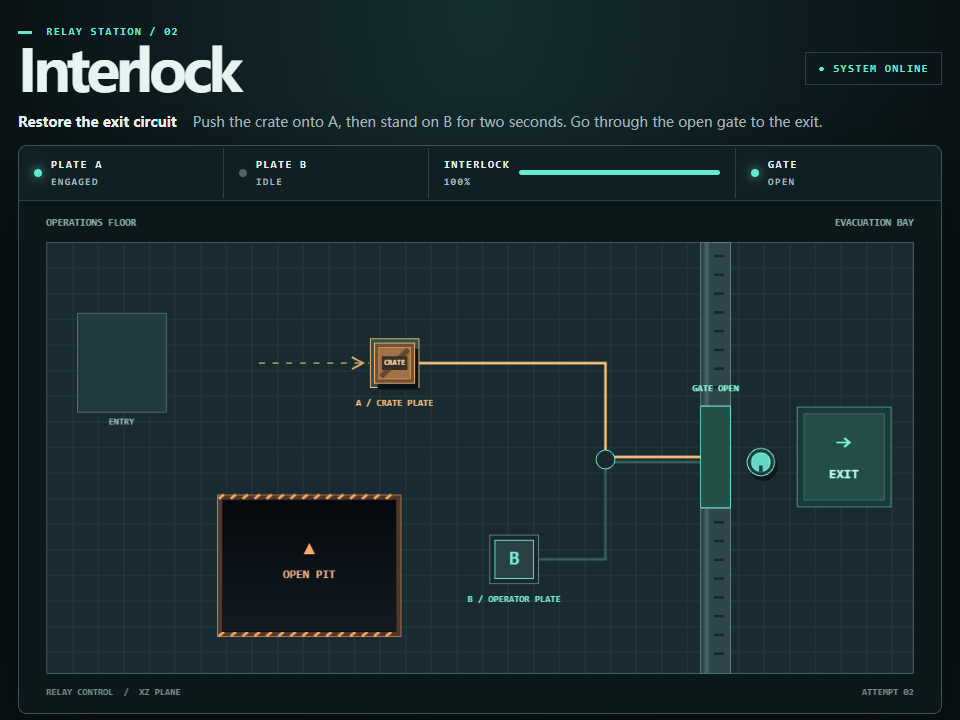 RELAY STATION / 02
Interlock
SYSTEM ONLINE
Restore the exit circuit Push the crate onto A, then stand on B for two seconds. Go through the open gate to the exit.
PLATE A
ENGAGED
PLATE B
IDLE
INTERLOCK
100%
GATE
OPEN
OPERATIONS FLOOR
EVACUATION BAY
CRATE
A / CRATE PLATE
GATE OPEN
ENTRY
→
EXIT
OPEN PIT
B
B / OPERATOR PLATE
RELAY CONTROL / XZ PLANE
ATTEMPT 02